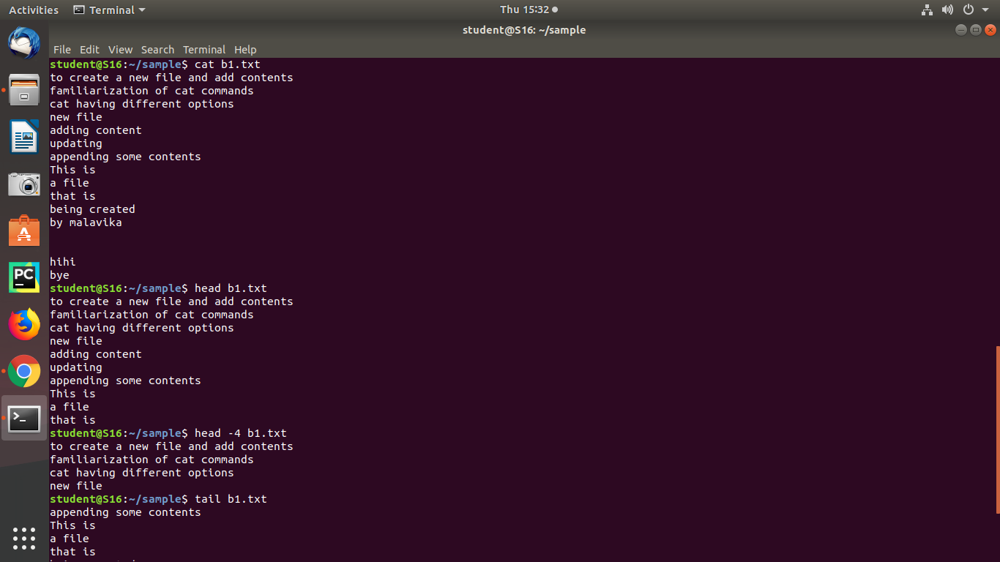 Activities Terminal Thu 15:32
student@S16: ~/sample
File Edit View Search Terminal Help
student@S16:~/sample$ cat b1.txt
to create a new file and add contents
familiarization of cat commands
cat having different options
new file
adding content
updating
appending some contents
This is
a file
that is
being created
by malavika
hihi
bye
student@S16:~/sample$ head b1.txt
to create a new file and add contents
familiarization of cat commands
cat having different options
new file
adding content
updating
appending some contents
This is
a file
that is
student@S16:~/sample$ head -4 b1.txt
to create a new file and add contents
familiarization of cat commands
cat having different options
new file
student@S16:~/sample$ tail b1.txt
appending some contents
This is
a file
that is
PC